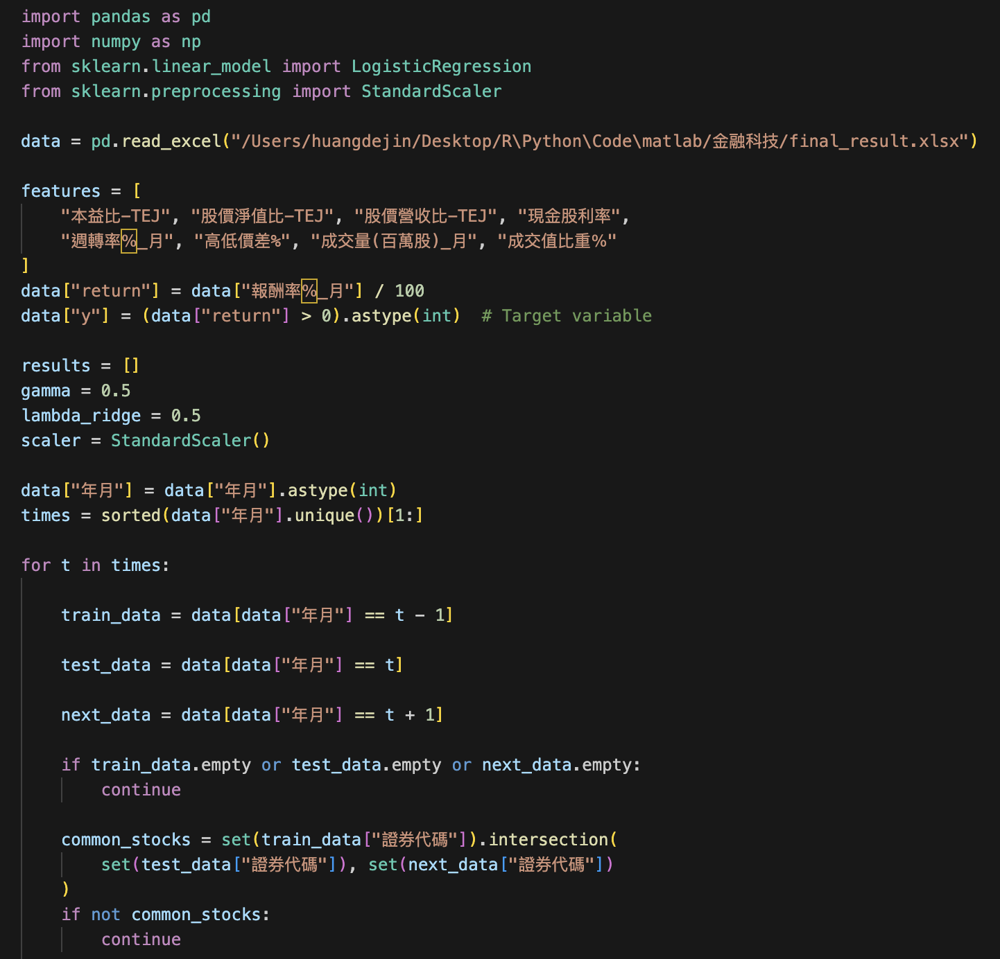 import pandas as pd
import numpy as np
from sklearn.linear_model import LogisticRegression
from sklearn.preprocessing import StandardScaler
data = pd.read_excel("/Users/huangdejin/Desktop/R\Python\Code\matlab/金融科技/final_result.xlsx")
features = [
    "本益比-TEJ", "股價淨值比-TEJ", "股價營收比-TEJ", "現金股利率",
    "週轉率％_月", "高低價差%", "成交量(百萬股)_月", "成交值比重%"
]
data["return"] = data["報酬率％_月"] / 100
data["y"] = (data["return"] > 0).astype(int)  # Target variable
results = []
gamma = 0.5
lambda_ridge = 0.5
scaler = StandardScaler()
data["年月"] = data["年月"].astype(int)
times = sorted(data["年月"].unique())[1:]
for t in times:
    train_data = data[data["年月"] == t - 1]
    test_data = data[data["年月"] == t]
    next_data = data[data["年月"] == t + 1]
    if train_data.empty or test_data.empty or next_data.empty:
        continue
    common_stocks = set(train_data["證券代碼"]).intersection(
        set(test_data["證券代碼"]), set(next_data["證券代碼"])
    )
    if not common_stocks:
        continue